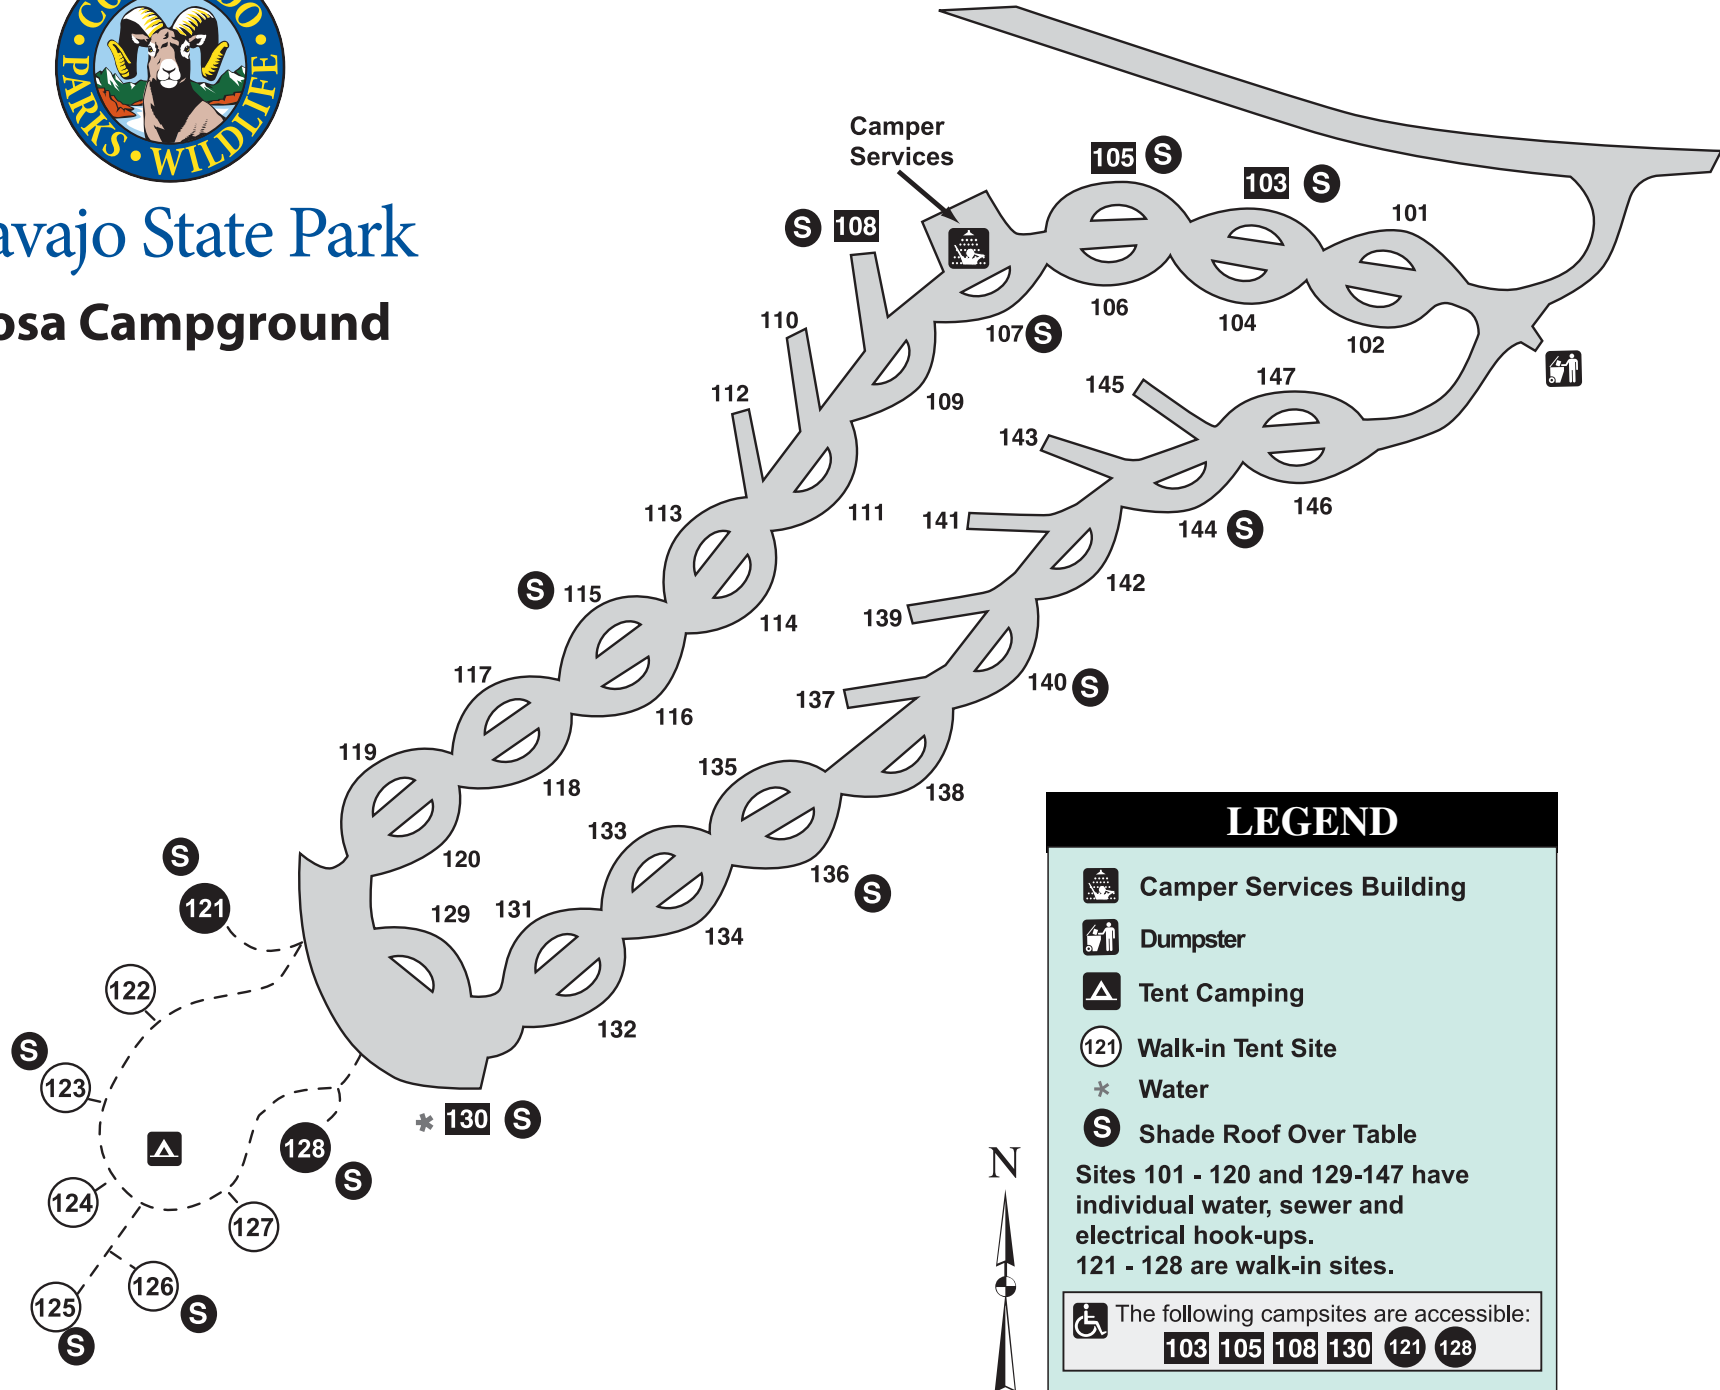 PARKS • WILDLIFE
avajo State Park
osa Campground
Camper
Services
105 S
103 S
101
S 108
110
107 S
106
104
102
112
109
145
147
143
113
111
141
144 S
146
S 115
114
142
139
117
116
137
140 S
119
118
135
138
133
120
136 S
S
121
129
131
134
122
132
S
123
* 130 S
128
S
124
127
126
S
125
S
N
LEGEND
Camper Services Building
Dumpster
Tent Camping
121 Walk-in Tent Site
* Water
S Shade Roof Over Table
Sites 101 - 120 and 129-147 have
individual water, sewer and
electrical hook-ups.
121 - 128 are walk-in sites.
The following campsites are accessible:
103 105 108 130 121 128